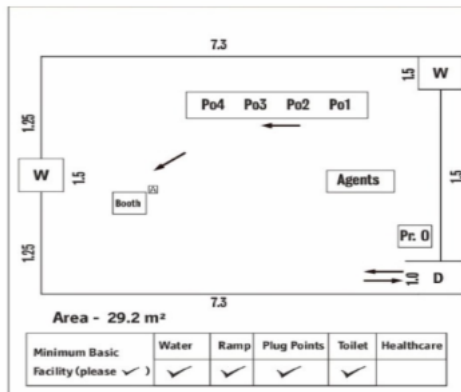 7.3
1.5
W
Po4 Po3 Po2 Po1
1.25
W
1.5
Agents
1.5
Booth
Pr. O
1.25
1.0
D
7.3
Area - 29.2 m²
Minimum Basic Facility (please ✓) Water Ramp Plug Points Toilet Healthcare
✓ ✓ ✓ ✓